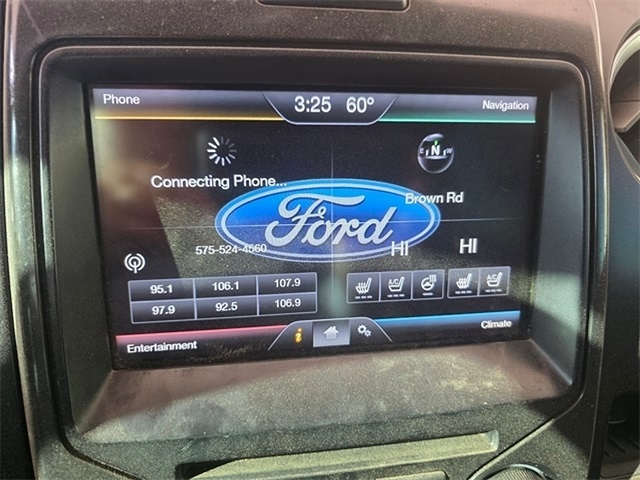 Phone
3:25 60°
Navigation
E N W
Connecting Phone...
Brown Rd
Ford
575-524-4560
HI HI
95.1 106.1 107.9
97.9 92.5 106.9
A/C A/C
Entertainment
i
Climate